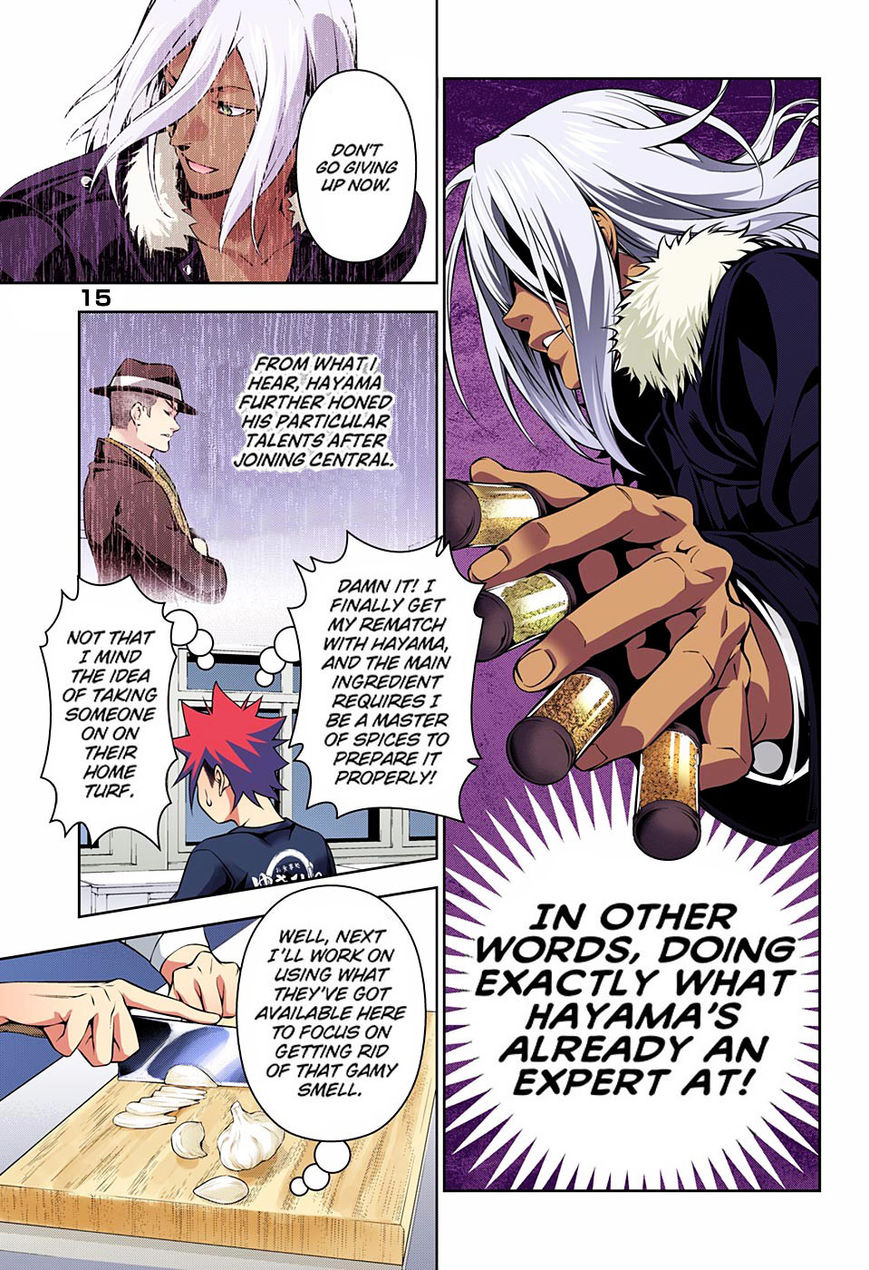 IN OTHER
WORDS, DOING
EXACTLY WHAT
HAYAMA'S
ALREADY AN
EXPERT AT!
DON'T
GO GIVING
UP NOW.
15
FROM WHAT I
HEAR, HAYAMA
FURTHER HONED
HIS PARTICULAR
TALENTS AFTER
JOINING CENTRAL.
DAMN IT! I
FINALLY GET
MY REMATCH
WITH HAYAMA,
AND THE MAIN
INGREDIENT
REQUIRES I
BE A MASTER
OF SPICES TO
PREPARE IT
PROPERLY!
NOT THAT
I MIND
THE IDEA
OF TAKING
SOMEONE
ON ON
THEIR
HOME
TURF.
お食事処
WELL, NEXT
I'LL WORK ON
USING WHAT
THEY'VE GOT
AVAILABLE HERE
TO FOCUS ON
GETTING RID
OF THAT GAMY
SMELL.